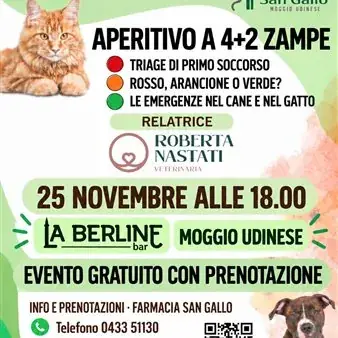 San Gallo
MOGGIO UDINESE
APERITIVO A 4+2 ZAMPE
TRIAGE DI PRIMO SOCCORSO
ROSSO, ARANCIONE O VERDE?
LE EMERGENZE NEL CANE E NEL GATTO
RELATRICE
ROBERTA
NASTATI
VETERINARIA
25 NOVEMBRE ALLE 18.00
LA BERLINE
bar
MOGGIO UDINESE
EVENTO GRATUITO CON PRENOTAZIONE
INFO E PRENOTAZIONI · FARMACIA SAN GALLO
Telefono 0433 51130